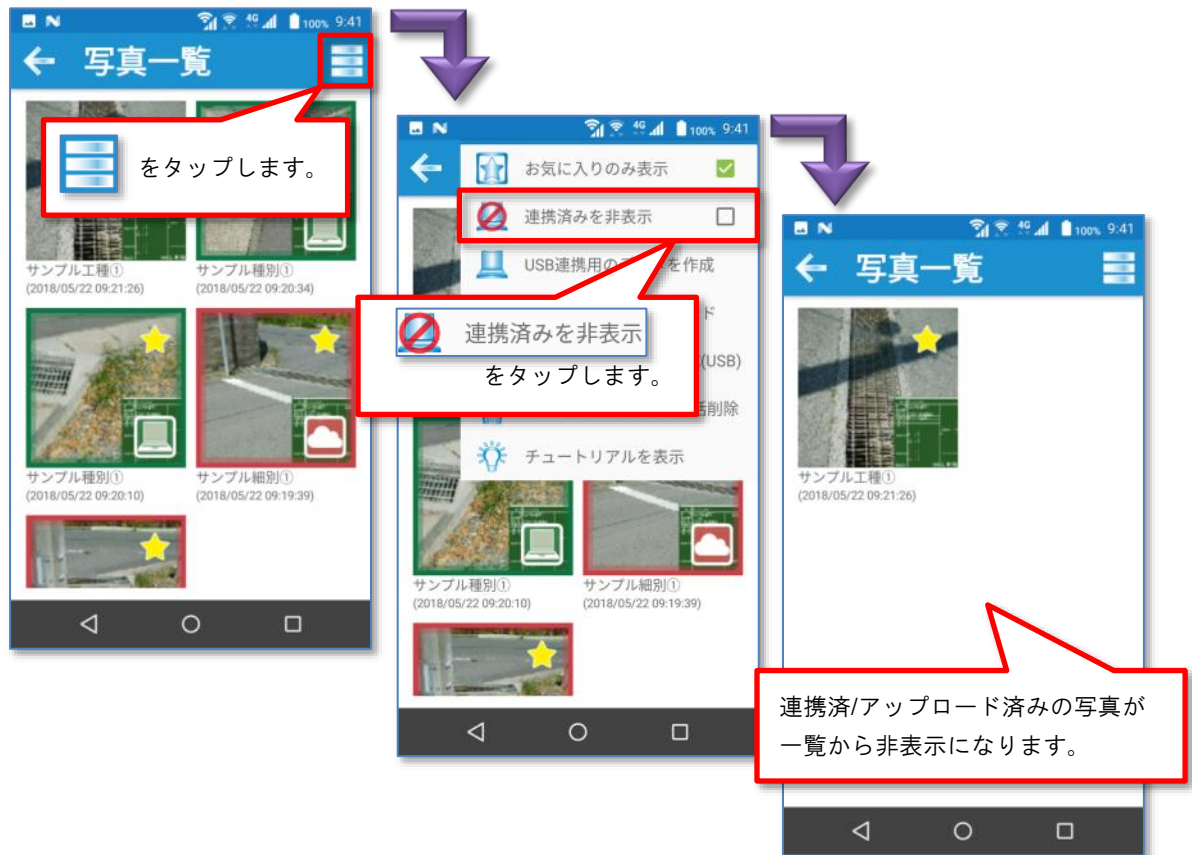 4G 100% 9:41
写真一覧
をタップします。
サンプル工種①
(2018/05/22 09:21:26)
サンプル種別①
(2018/05/22 09:20:34)
サンプル種別①
(2018/05/22 09:20:10)
サンプル細別①
(2018/05/22 09:19:39)
4G 100% 9:41
お気に入りのみ表示
連携済みを非表示
USB連携用の
を作成
ド
連携済みを非表示
をタップします。
(USB)
括削除
チュートリアルを表示
サンプル種別①
(2018/05/22 09:20:10)
サンプル細別①
(2018/05/22 09:19:39)
4G 100% 9:41
写真一覧
サンプル工種①
(2018/05/22 09:21:26)
連携済/アップロード済みの写真が
一覧から非表示になります。